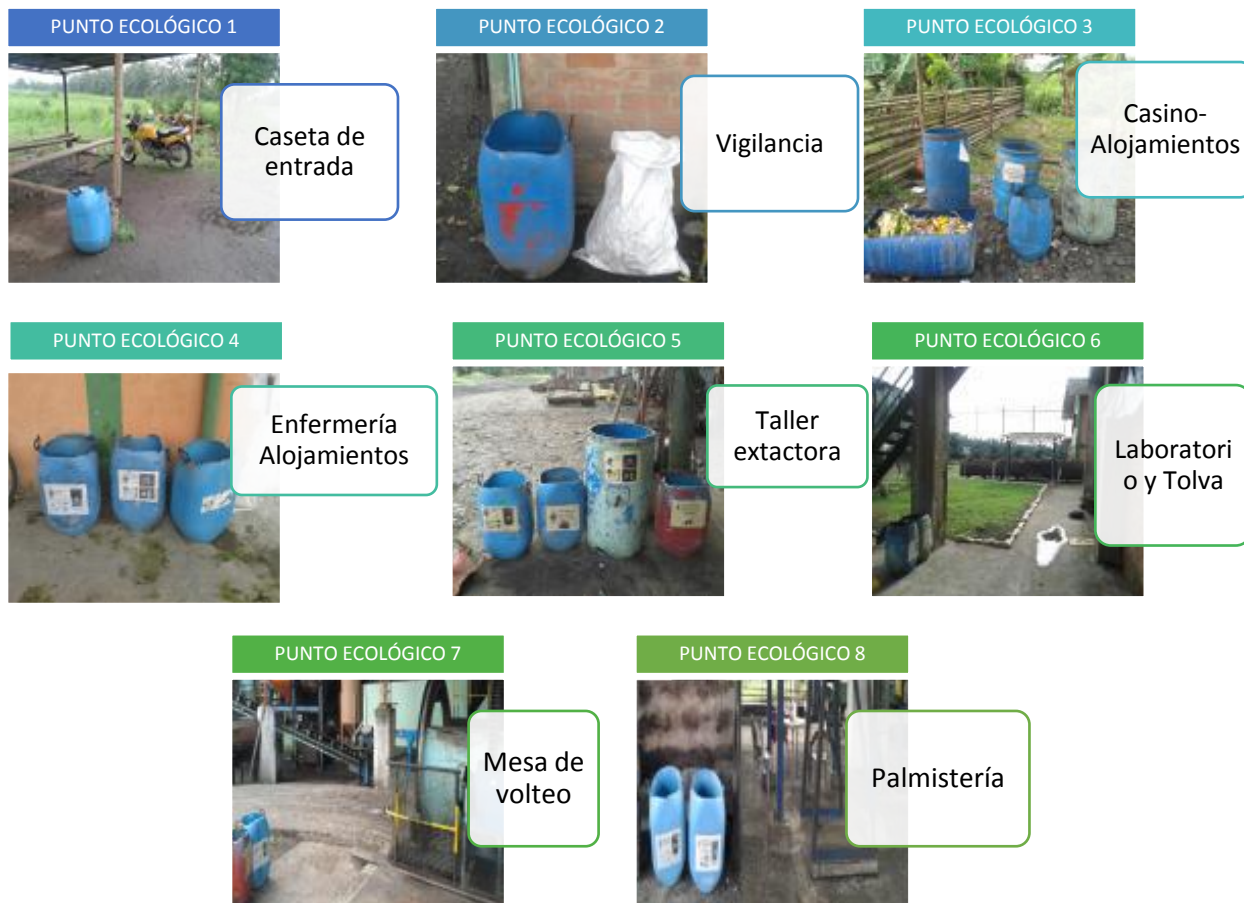 PUNTO ECOLÓGICO 1
Caseta de
entrada
PUNTO ECOLÓGICO 2
Vigilancia
PUNTO ECOLÓGICO 3
Casino-
Alojamientos
PUNTO ECOLÓGICO 4
Enfermería
Alojamientos
PUNTO ECOLÓGICO 5
Taller
extactora
PUNTO ECOLÓGICO 6
Laboratori
o y Tolva
PUNTO ECOLÓGICO 7
Mesa de
volteo
PUNTO ECOLÓGICO 8
Palmistería